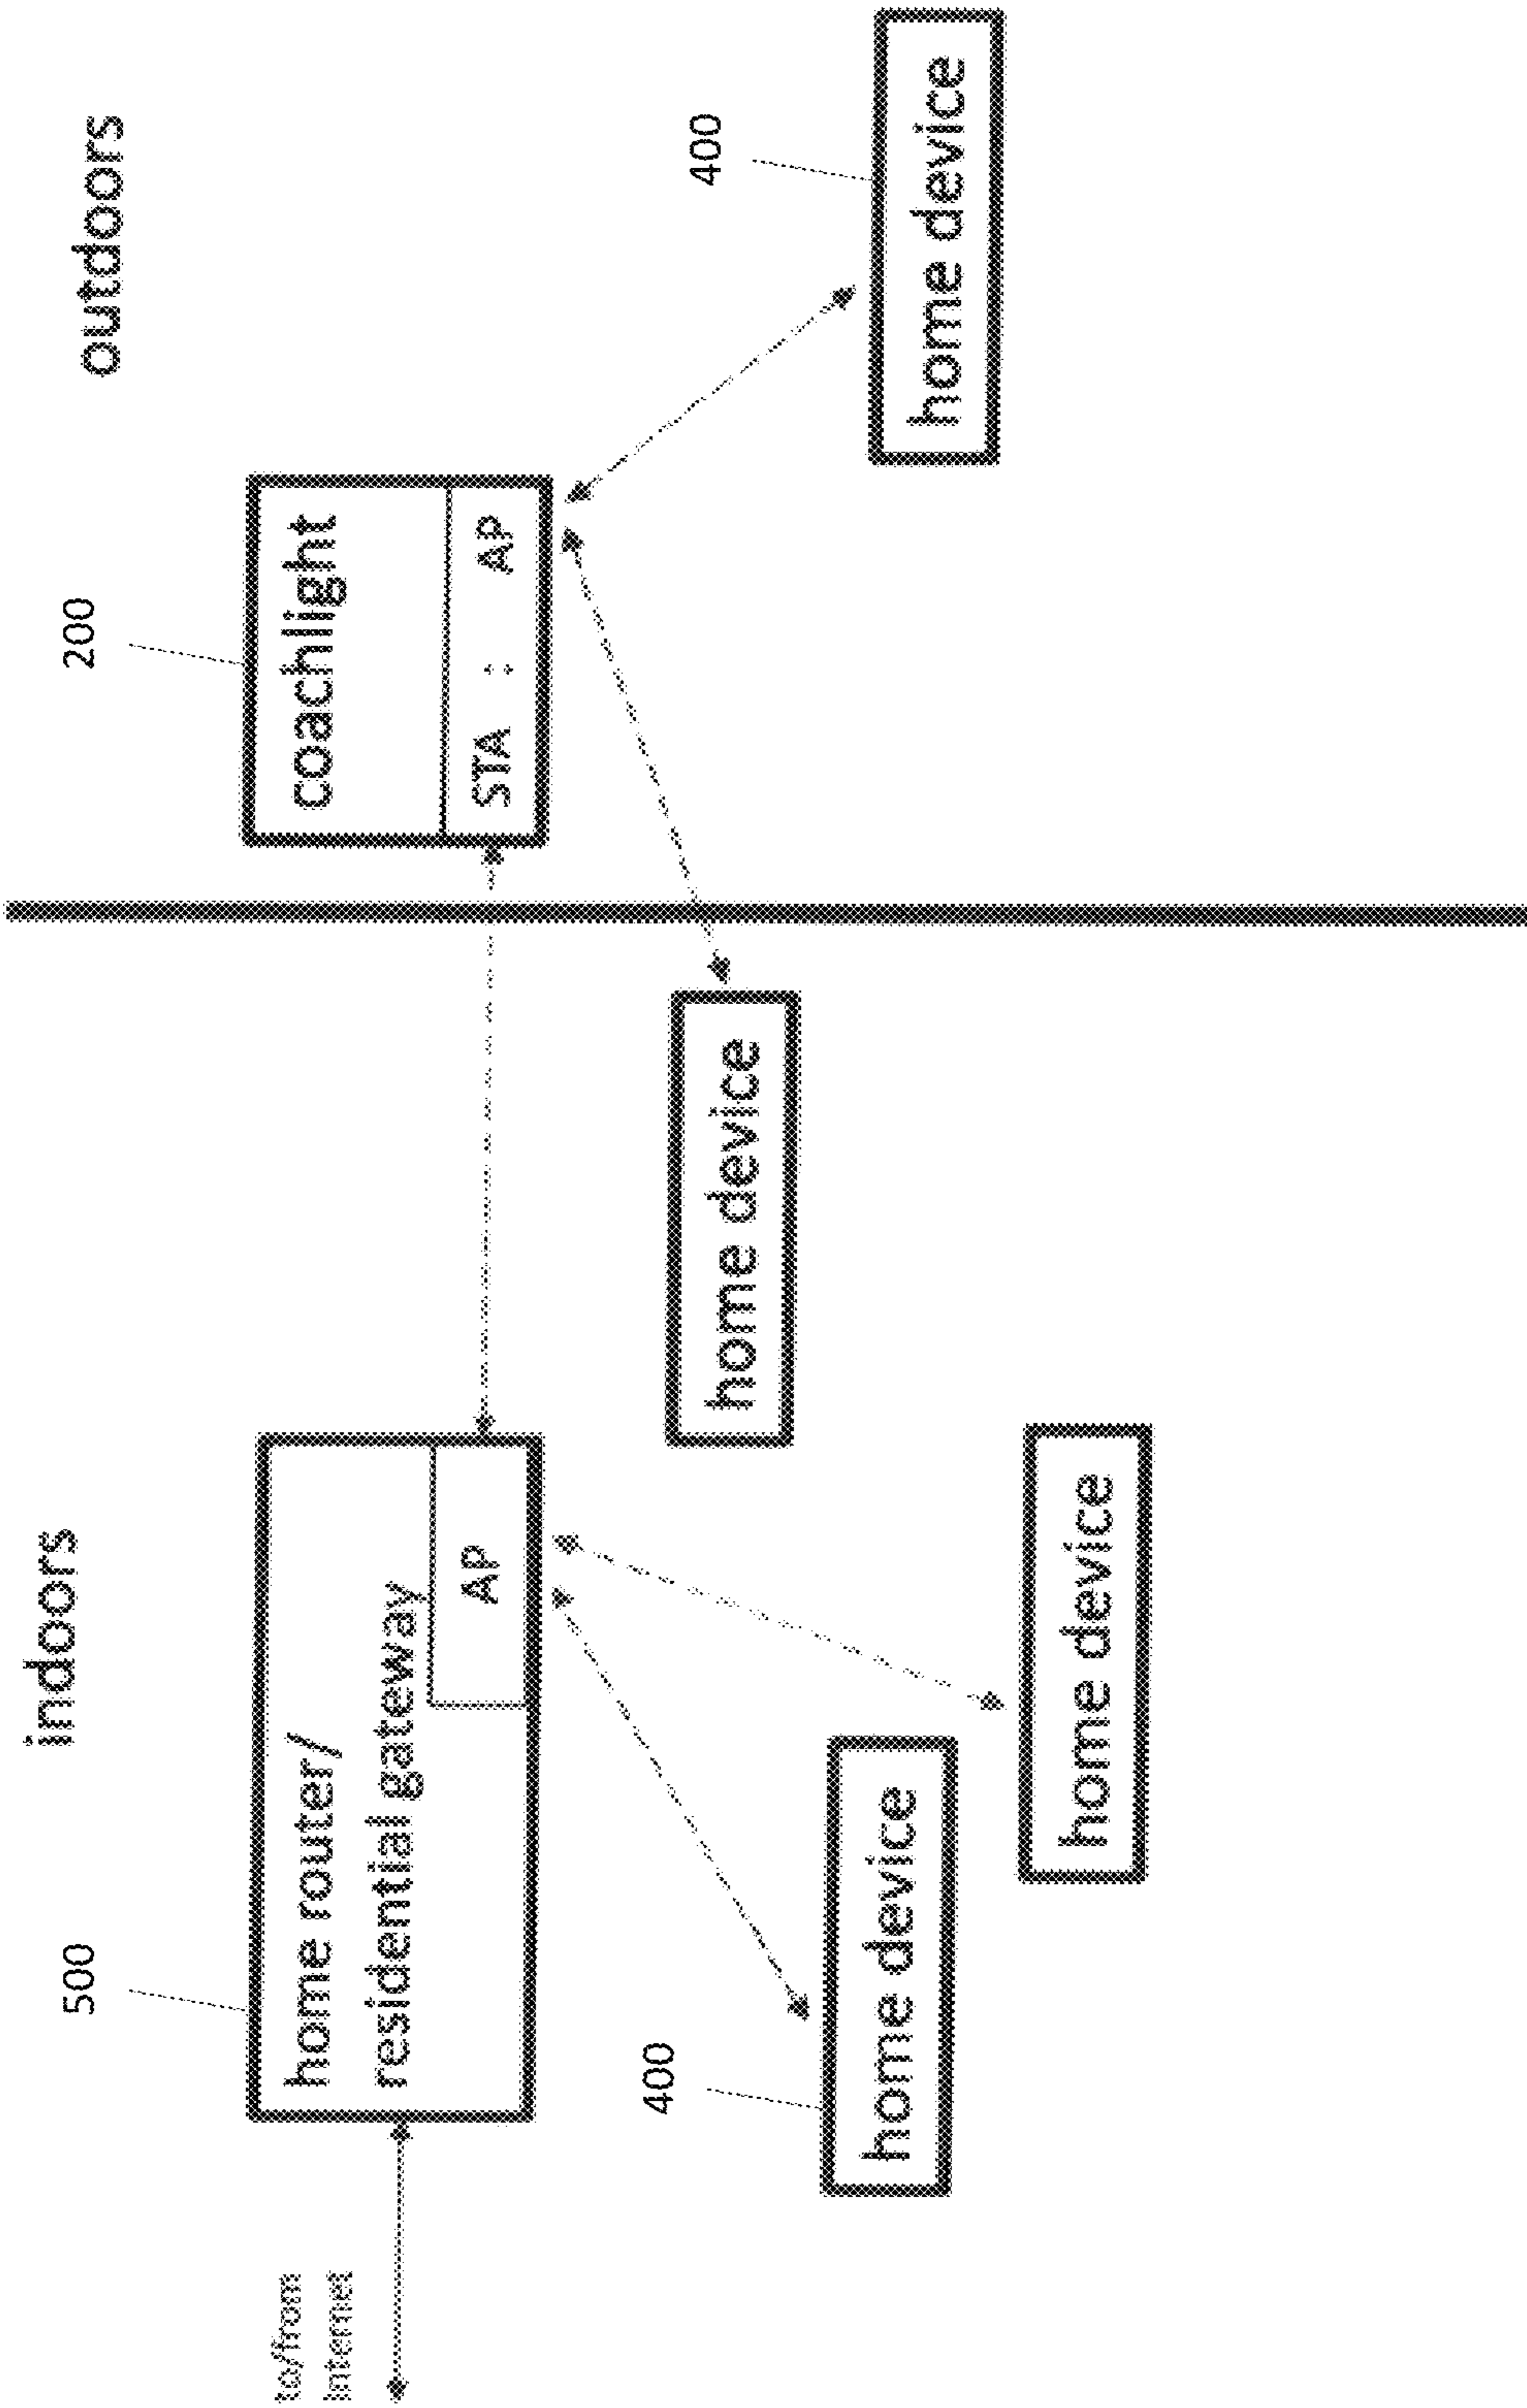 indoors
outdoors
500
200
to/from
Internet
home router/
residential gateway
AP
coachlight
STA : AP
400
home device
home device
home device
400
home device